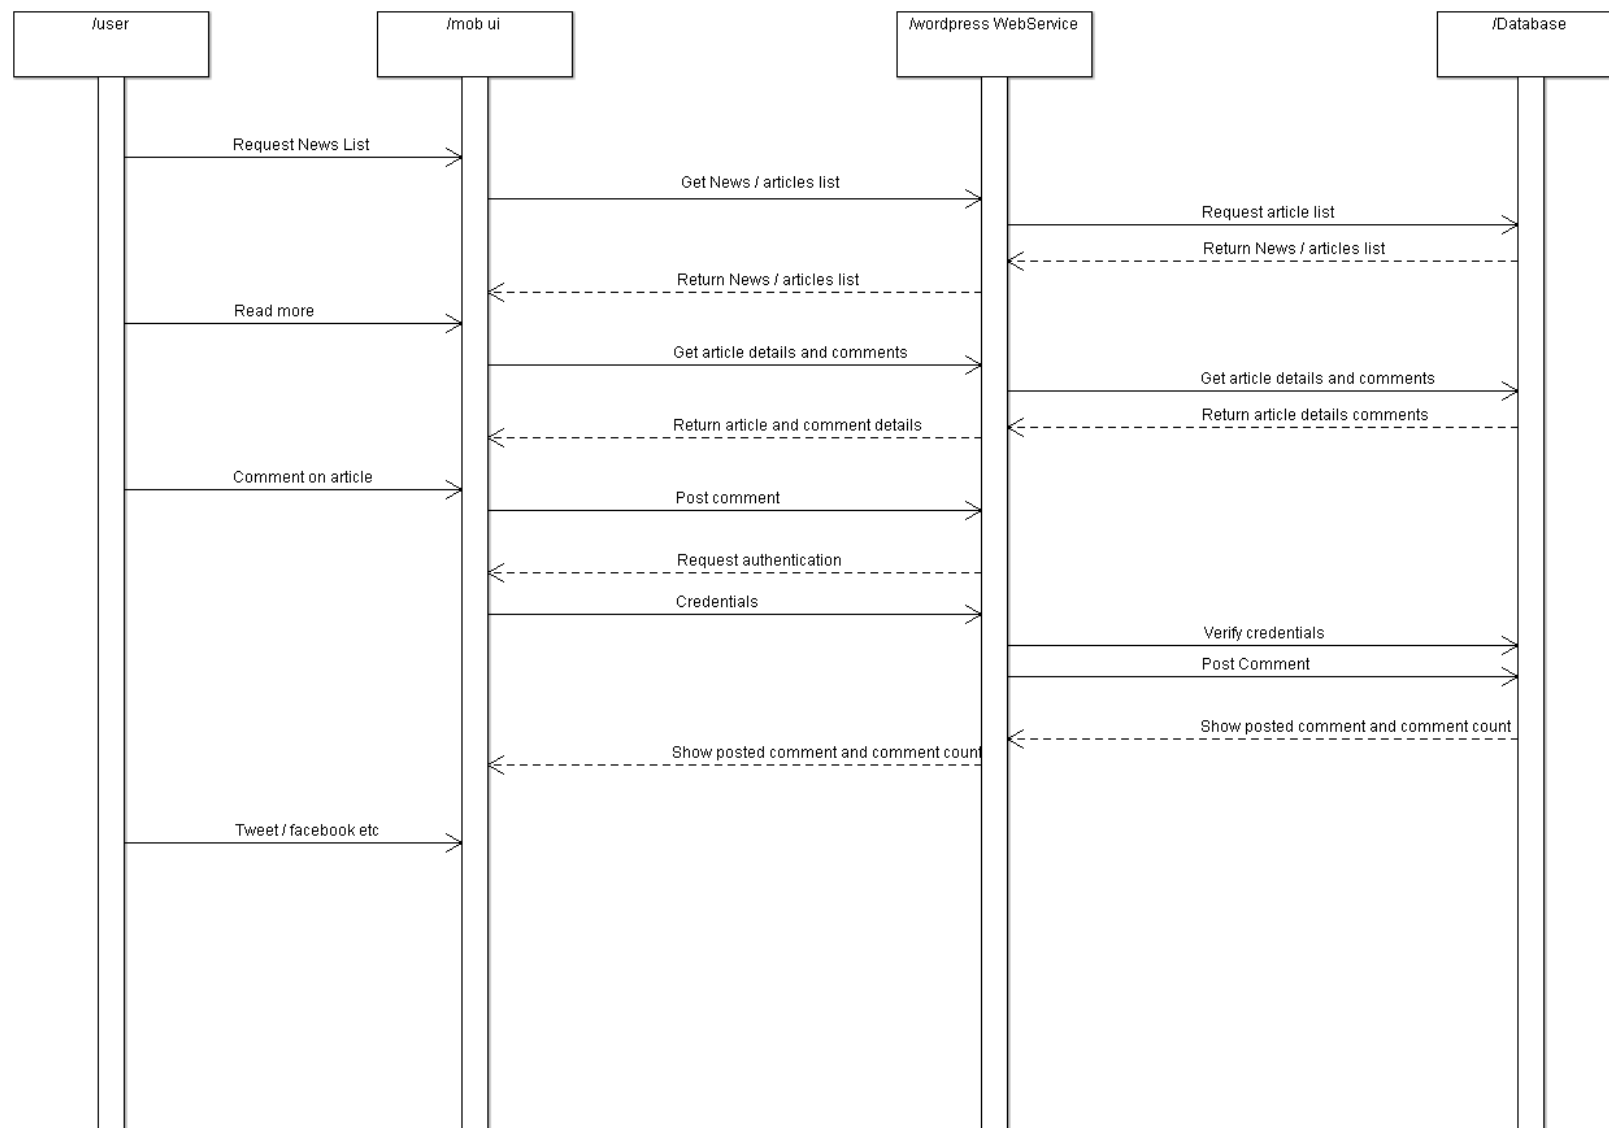 /user
/mob ui
/wordpress WebService
/Database
Request News List
Get News / articles list
Request article list
Return News / articles list
Return News / articles list
Read more
Get article details and comments
Get article details and comments
Return article details comments
Return article and comment details
Comment on article
Post comment
Request authentication
Credentials
Verify credentials
Post Comment
Show posted comment and comment count
Show posted comment and comment count
Tweet / facebook etc